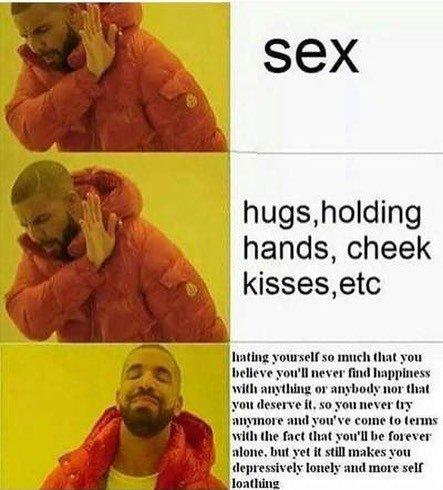 sex
hugs,holding
hands, cheek
kisses,etc
hating yourself so much that you
believe you'll never find happiness
with anything or anybody nor that
you deserve it, so you never try
anymore and you've come to terms
with the fact that you'll be forever
alone, but yet it still makes you
depressively lonely and more self
loathing